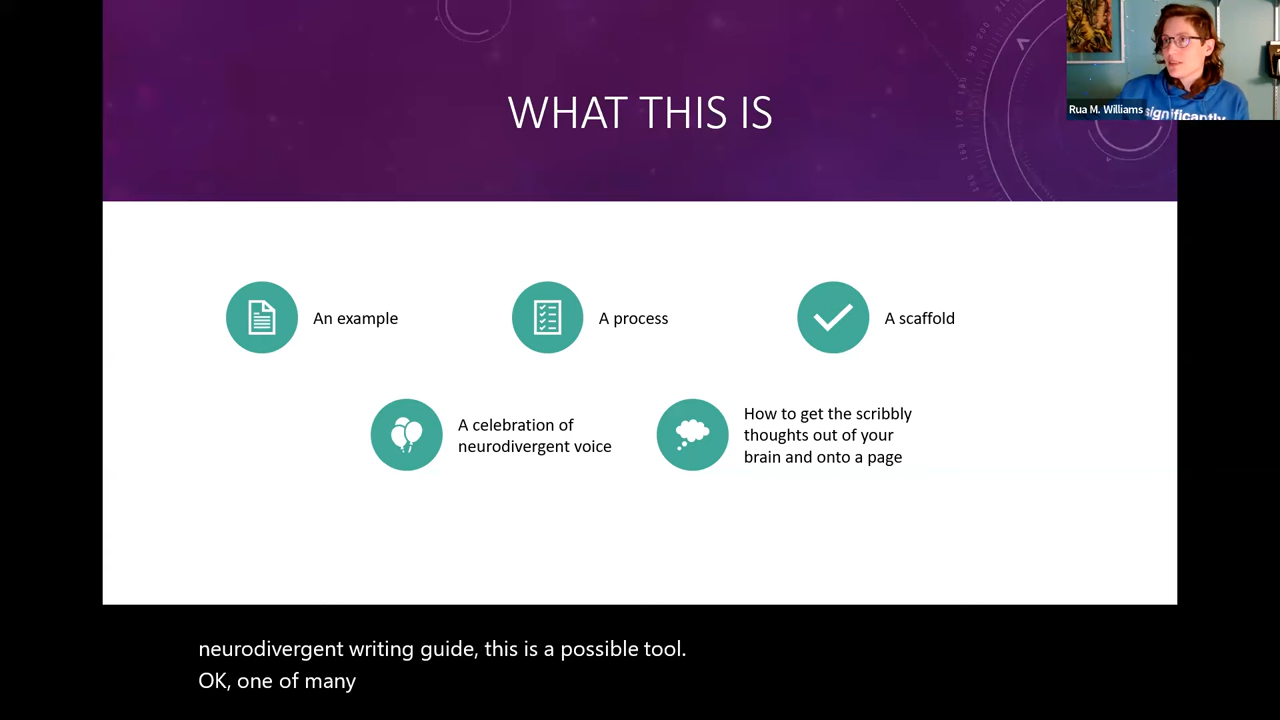 WHAT THIS IS
Rua M. Williams
significantly
An example
A process
A scaffold
A celebration of
neurodivergent voice
How to get the scribbly
thoughts out of your
brain and onto a page
neurodivergent writing guide, this is a possible tool.
OK, one of many